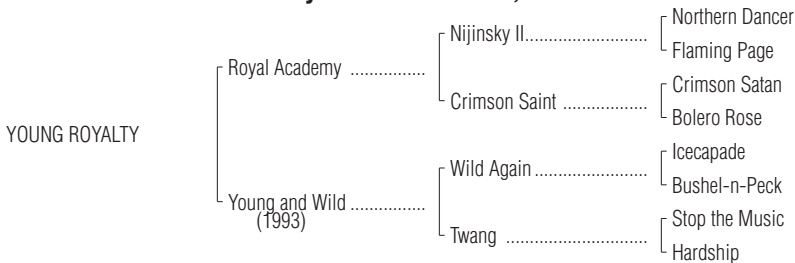 Northern Dancer
Nijinsky II
Flaming Page
Royal Academy
Crimson Satan
Crimson Saint
Bolero Rose
YOUNG ROYALTY
Icecapade
Wild Again
Bushel-n-Peck
Young and Wild
(1993)
Stop the Music
Twang
Hardship